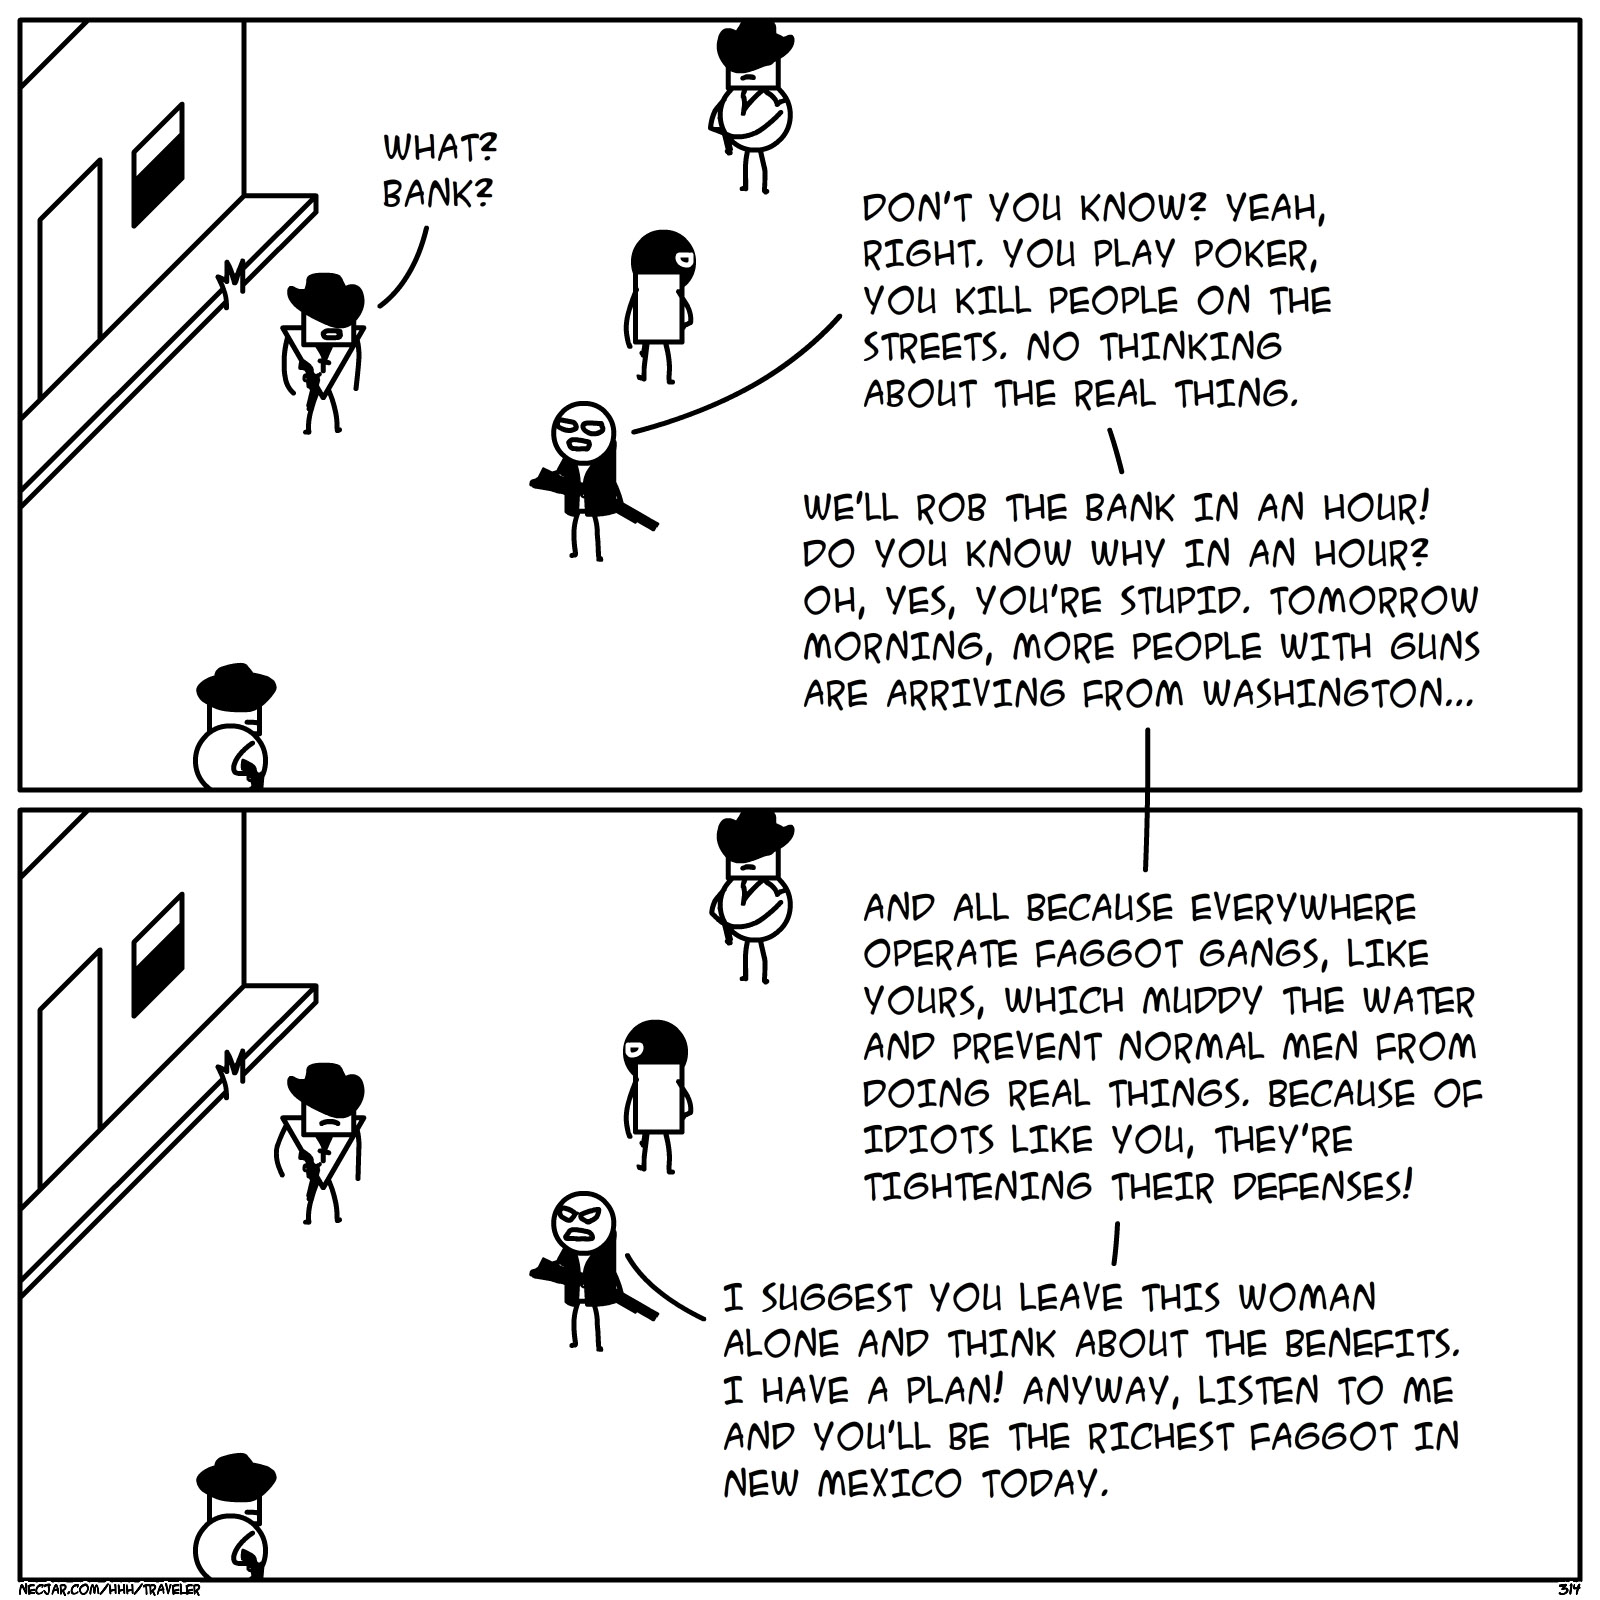 WHAT?
BANK?
DON'T YOU KNOW? YEAH,
RIGHT. YOU PLAY POKER,
YOU KILL PEOPLE ON THE
STREETS. NO THINKING
ABOUT THE REAL THING.
WE'LL ROB THE BANK IN AN HOUR!
DO YOU KNOW WHY IN AN HOUR?
OH, YES, YOU'RE STUPID. TOMORROW
MORNING, MORE PEOPLE WITH GUNS
ARE ARRIVING FROM WASHINGTON...
AND ALL BECAUSE EVERYWHERE
OPERATE FAGGOT GANGS, LIKE
YOURS, WHICH MUDDY THE WATER
AND PREVENT NORMAL MEN FROM
DOING REAL THINGS. BECAUSE OF
IDIOTS LIKE YOU, THEY'RE
TIGHTENING THEIR DEFENSES!
I SUGGEST YOU LEAVE THIS WOMAN
ALONE AND THINK ABOUT THE BENEFITS.
I HAVE A PLAN! ANYWAY, LISTEN TO ME
AND YOU'LL BE THE RICHEST FAGGOT IN
NEW MEXICO TODAY.
NECJAR.COM/HHH/TRAVELER
314